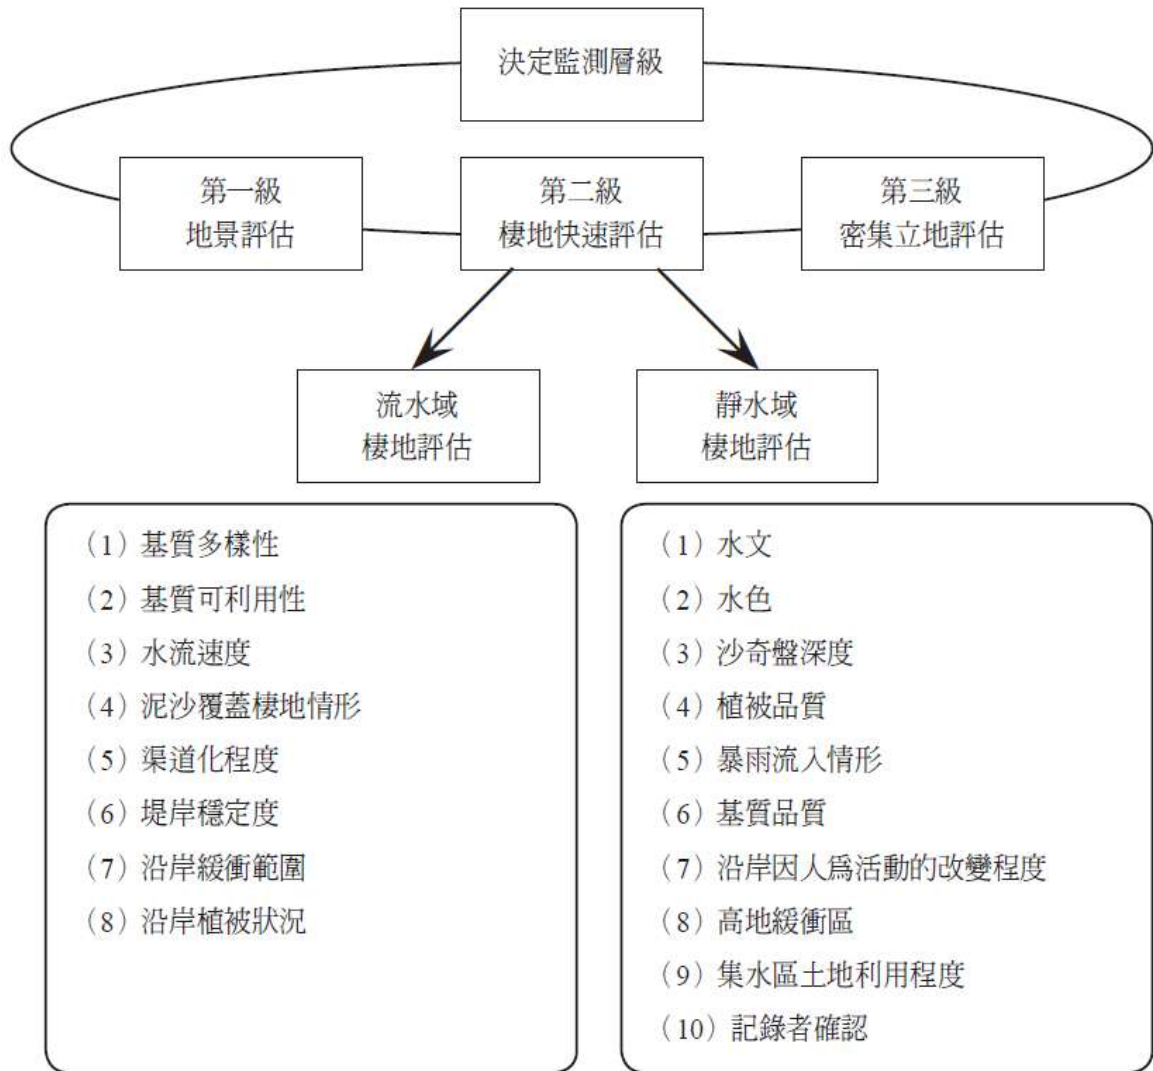 決定監測層級
第一級
地景評估
第二級
棲地快速評估
第三級
密集立地評估
流水域
棲地評估
靜水域
棲地評估
（1）基質多樣性
（2）基質可利用性
（3）水流速度
（4）泥沙覆蓋棲地情形
（5）渠道化程度
（6）堤岸穩定度
（7）沿岸緩衝範圍
（8）沿岸植被狀況
（1）水文
（2）水色
（3）沙奇盤深度
（4）植被品質
（5）暴雨流入情形
（6）基質品質
（7）沿岸因人為活動的改變程度
（8）高地緩衝區
（9）集水區土地利用程度
（10）記錄者確認